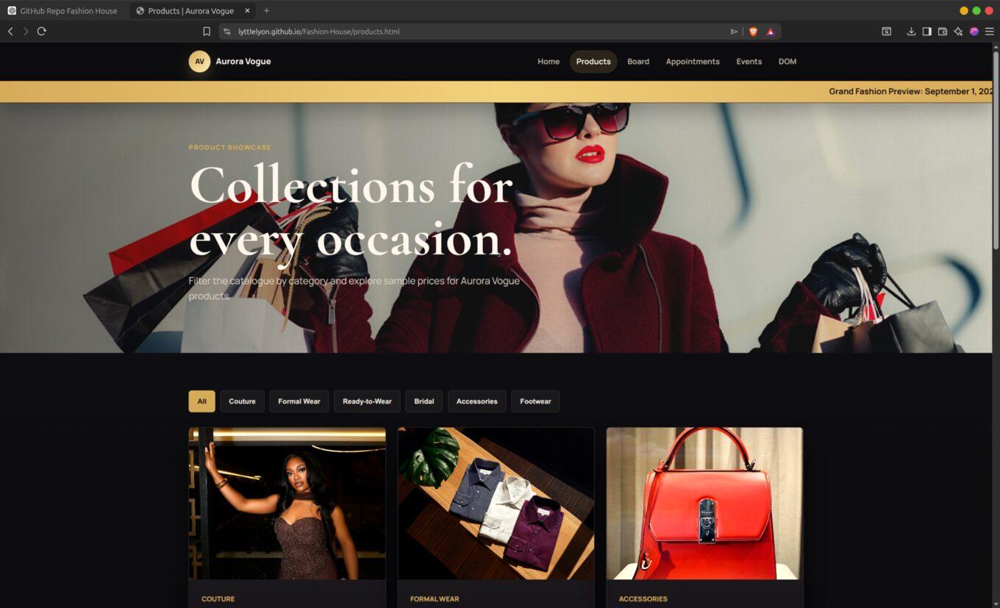 GitHub Repo Fashion House
Products | Aurora Vogue
lyttlelyon.github.io/Fashion-House/products.html
AV
Aurora Vogue
Home
Products
Board
Appointments
Events
DOM
Grand Fashion Preview: September 1, 202
PRODUCT SHOWCASE
Collections for
every occasion.
Filter the catalogue by category and explore sample prices for Aurora Vogue
products.
All
Couture
Formal Wear
Ready-to-Wear
Bridal
Accessories
Footwear
COUTURE
FORMAL WEAR
ACCESSORIES